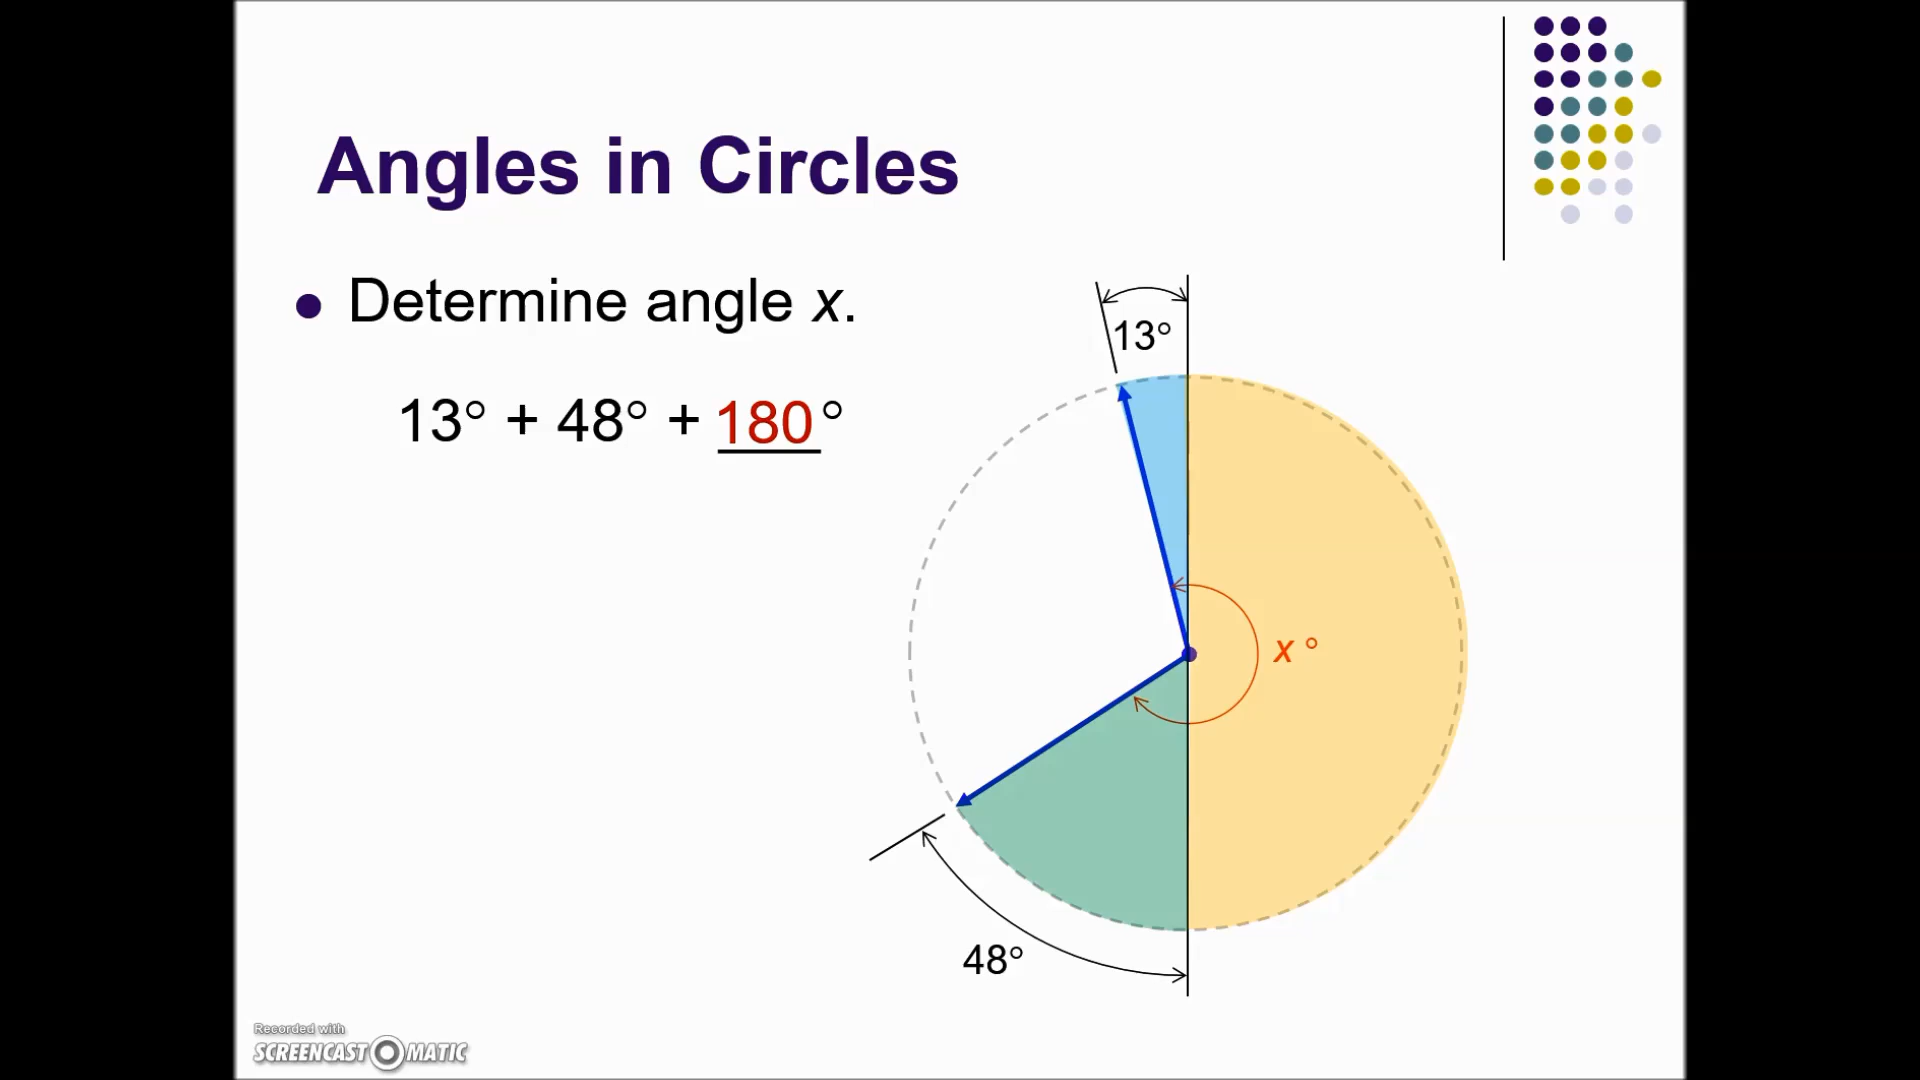 Angles in Circles
Determine angle x.
13° + 48° + 180°
13°
x °
48°
Recorded with
SCREENCAST MATIC